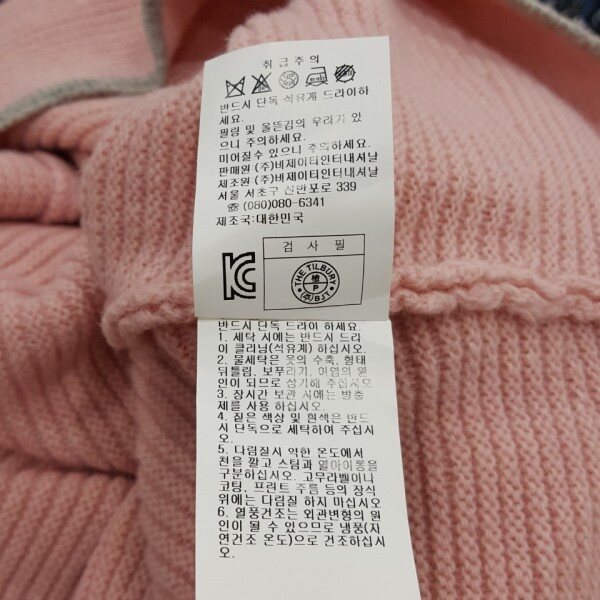 취급주의
반드시 단독 석유계 드라이하
세요.
필링 및 올뜯김의 우려가 있
으니 주의하세요.
미어질수 있으니 주의하세요.
판매원:(주)비제이티인터내셔날
제조원:(주)비제이티인터내셔날
서울 서초구 신반포로 339
☎ (080)080-6341
제조국:대한민국
KC
검 사 필
THE TILBURY
P
(주)BJT
반드시 단독 드라이 하세요.
1. 세탁 시에는 반드시 드라
이 클리닝(석유계) 하십시오.
2. 물세탁은 옷의 수축, 형태
뒤틀림, 보푸라기, 이염의 원
인이 되므로 삼가해 주십시오
3. 장시간 보관 시에는 방충
제를 사용 하십시오.
4. 짙은 색상 및 흰색은 반드
시 단독으로 세탁하여 주십시
오.
5. 다림질시 약한 온도에서
천을 깔고 스팀과 열아이롱을
구분하십시오. 고무라벨이나
코팅, 프린트 주름 등의 장식
위에는 다림질 하지 마십시오
6. 열풍건조는 외관변형의 원
인이 될 수 있으므로 냉풍(자
연건조 온도)으로 건조하십시
오.